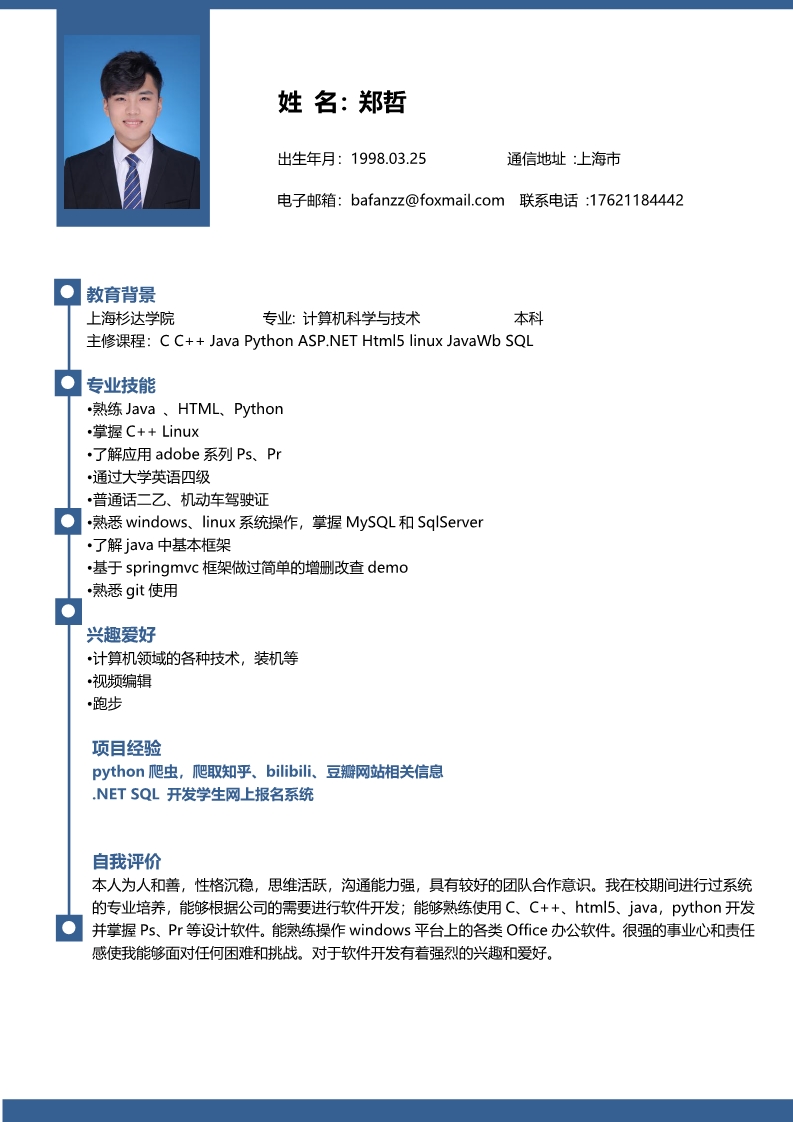 姓 名：郑哲
出生年月：1998.03.25 通信地址 :上海市
电子邮箱：bafanzz@foxmail.com 联系电话 :17621184442
教育背景
上海杉达学院 专业: 计算机科学与技术 本科
主修课程：C C++ Java Python ASP.NET Html5 linux JavaWb SQL
专业技能
•熟练 Java 、HTML、Python
•掌握 C++ Linux
•了解应用 adobe 系列 Ps、Pr
•通过大学英语四级
•普通话二乙、机动车驾驶证
•熟悉 windows、linux 系统操作，掌握 MySQL 和 SqlServer
•了解 java 中基本框架
•基于 springmvc 框架做过简单的增删改查 demo
•熟悉 git 使用
兴趣爱好
•计算机领域的各种技术，装机等
•视频编辑
•跑步
项目经验
python 爬虫，爬取知乎、bilibili、豆瓣网站相关信息
.NET SQL 开发学生网上报名系统
自我评价
本人为人和善，性格沉稳，思维活跃，沟通能力强，具有较好的团队合作意识。我在校期间进行过系统
的专业培养，能够根据公司的需要进行软件开发；能够熟练使用 C、C++、html5、java，python 开发
并掌握 Ps、Pr 等设计软件。能熟练操作 windows 平台上的各类 Office 办公软件。很强的事业心和责任
感使我能够面对任何困难和挑战。对于软件开发有着强烈的兴趣和爱好。